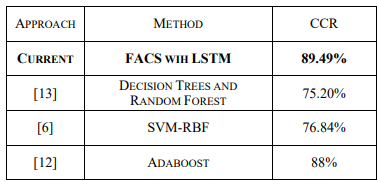 APPROACH METHOD CCR
CURRENT FACS WIH LSTM 89.49%
[13] DECISION TREES AND RANDOM FOREST 75.20%
[6] SVM-RBF 76.84%
[12] ADABOOST 88%